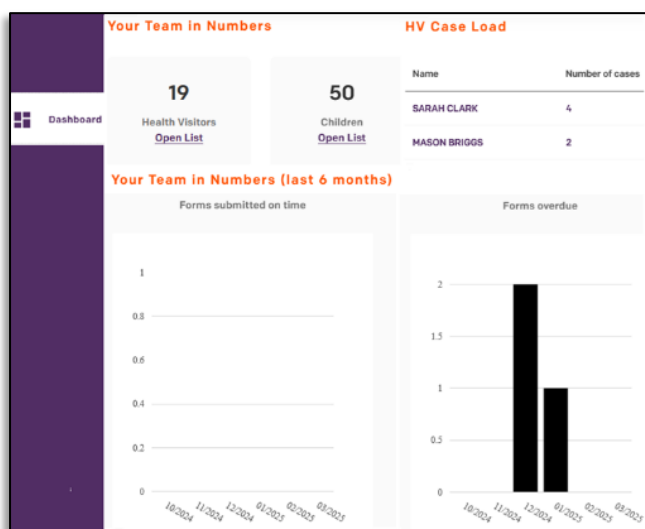 Your Team in Numbers
HV Case Load
19
Health Visitors
Open List
50
Children
Open List
Name Number of cases
SARAH CLARK 4
MASON BRIGGS 2
Dashboard
Your Team in Numbers (last 6 months)
Forms submitted on time
1
0.8
0.6
0.4
0.2
0
10/2024 11/2024 12/2024 01/2025 02/2025 03/2025
Forms overdue
2
1.5
1
0.5
0
10/2024 11/2024 12/2024 01/2025 02/2025 03/2025